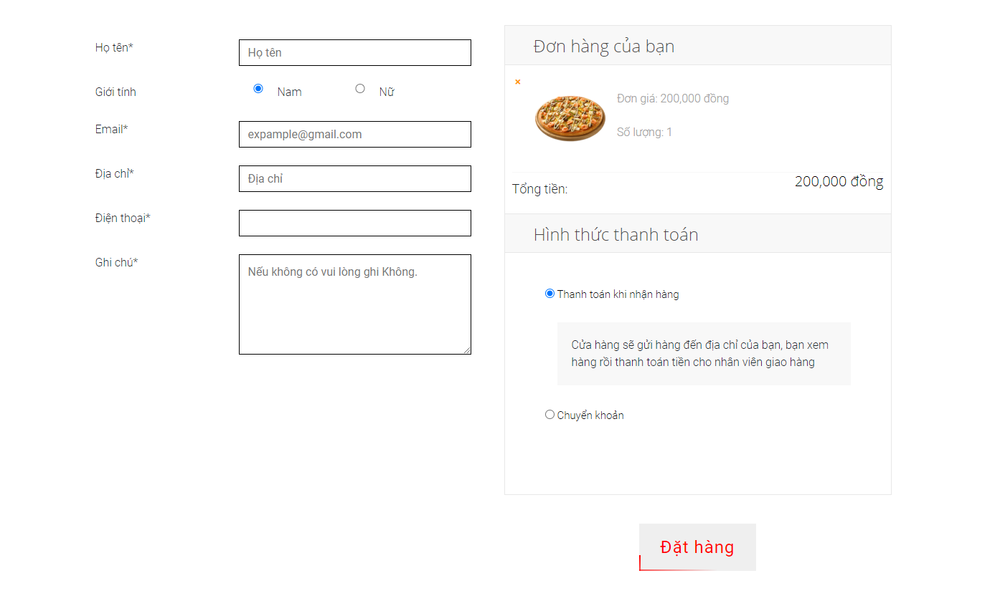 Họ tên*
Họ tên
Giới tính
Nam
Nữ
Email*
expample@gmail.com
Địa chỉ*
Địa chỉ
Điện thoại*
Ghi chú*
Nếu không có vui lòng ghi Không.
Đơn hàng của bạn
×
Đơn giá: 200,000 đồng
Số lượng: 1
Tổng tiền:
200,000 đồng
Hình thức thanh toán
Thanh toán khi nhận hàng
Cửa hàng sẽ gửi hàng đến địa chỉ của bạn, bạn xem
hàng rồi thanh toán tiền cho nhân viên giao hàng
Chuyển khoản
Đặt hàng